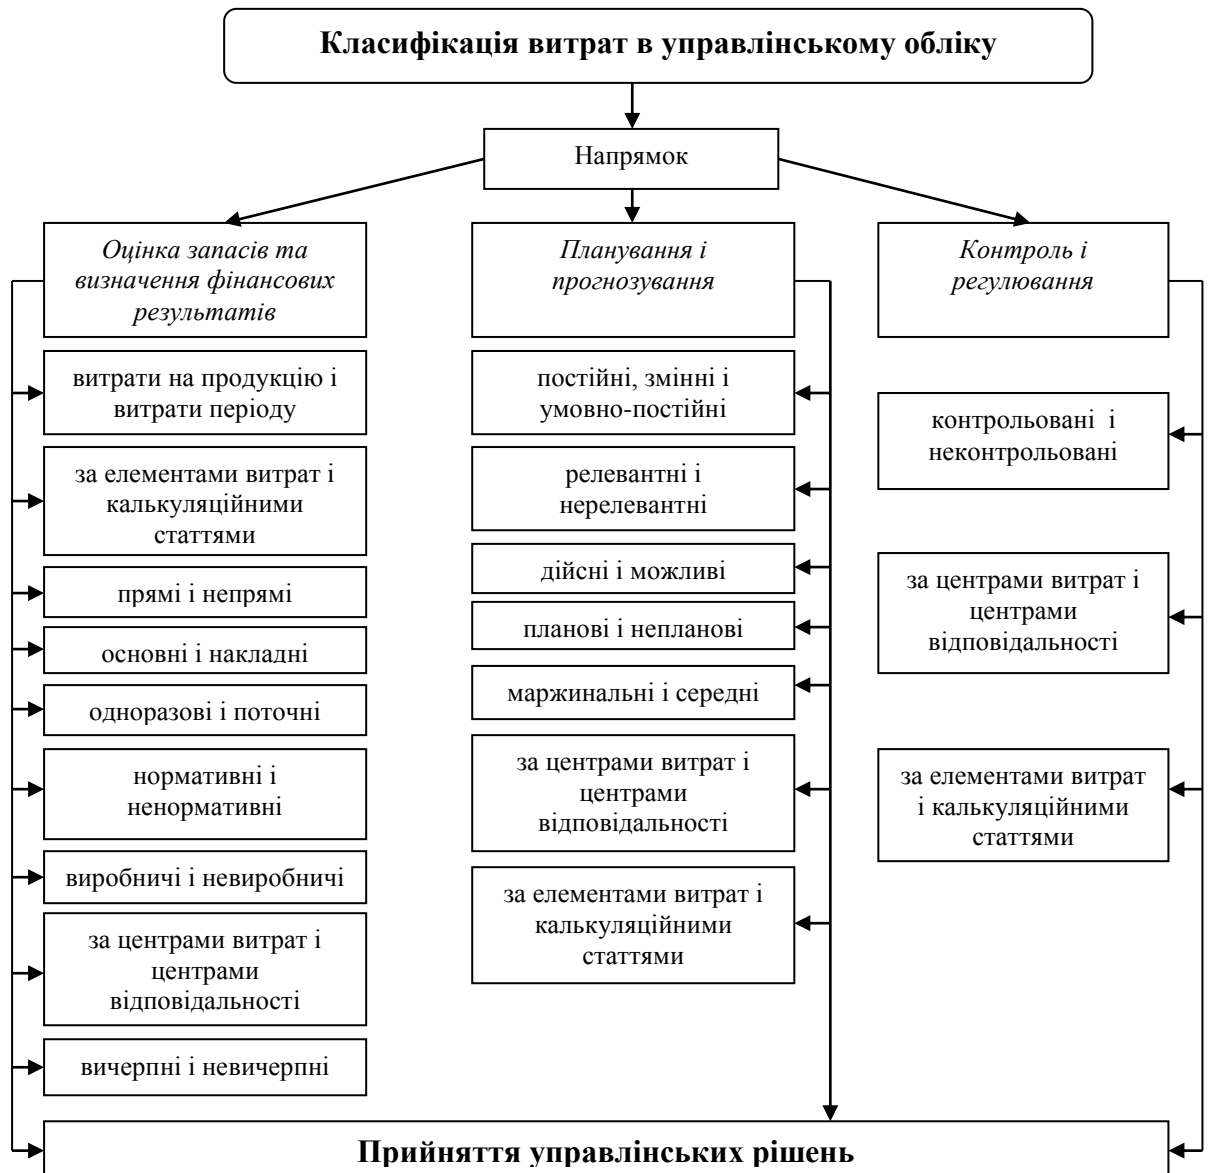 Класифікація витрат в управлінському обліку
Напрямок
Оцінка запасів та
визначення фінансових
результатів
витрати на продукцію і
витрати періоду
за елементами витрат і
калькуляційними
статтями
прямі і непрямі
основні і накладні
одноразові і поточні
нормативні і
ненормативні
виробничі і невиробничі
за центрами витрат і
центрами
відповідальності
вичерпні і невичерпні
Планування і
прогнозування
постійні, змінні і
умовно-постійні
релевантні і
нерелевантні
дійсні і можливі
планові і непланові
маржинальні і середні
за центрами витрат і
центрами
відповідальності
за елементами витрат і
калькуляційними
статтями
Контроль і
регулювання
контрольовані і
неконтрольовані
за центрами витрат і
центрами
відповідальності
за елементами витрат
і калькуляційними
статтями
Прийняття управлінських рішень